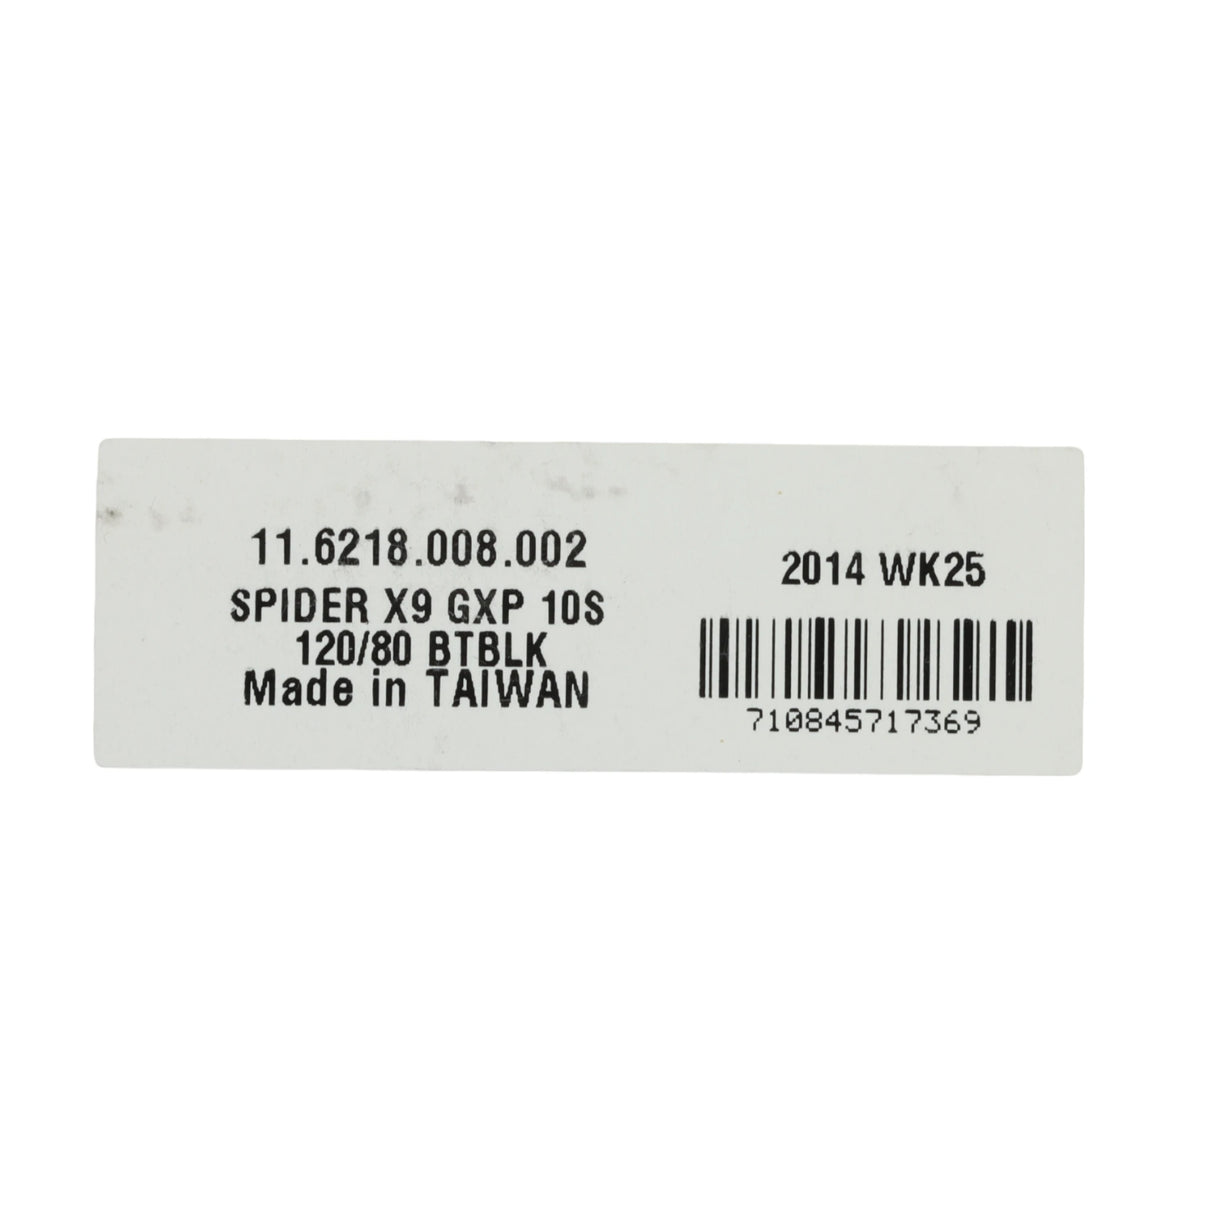 11.6218.008.002
SPIDER X9 GXP 10S
120/80 BTBLK
Made in TAIWAN
2014 WK25
710845717369